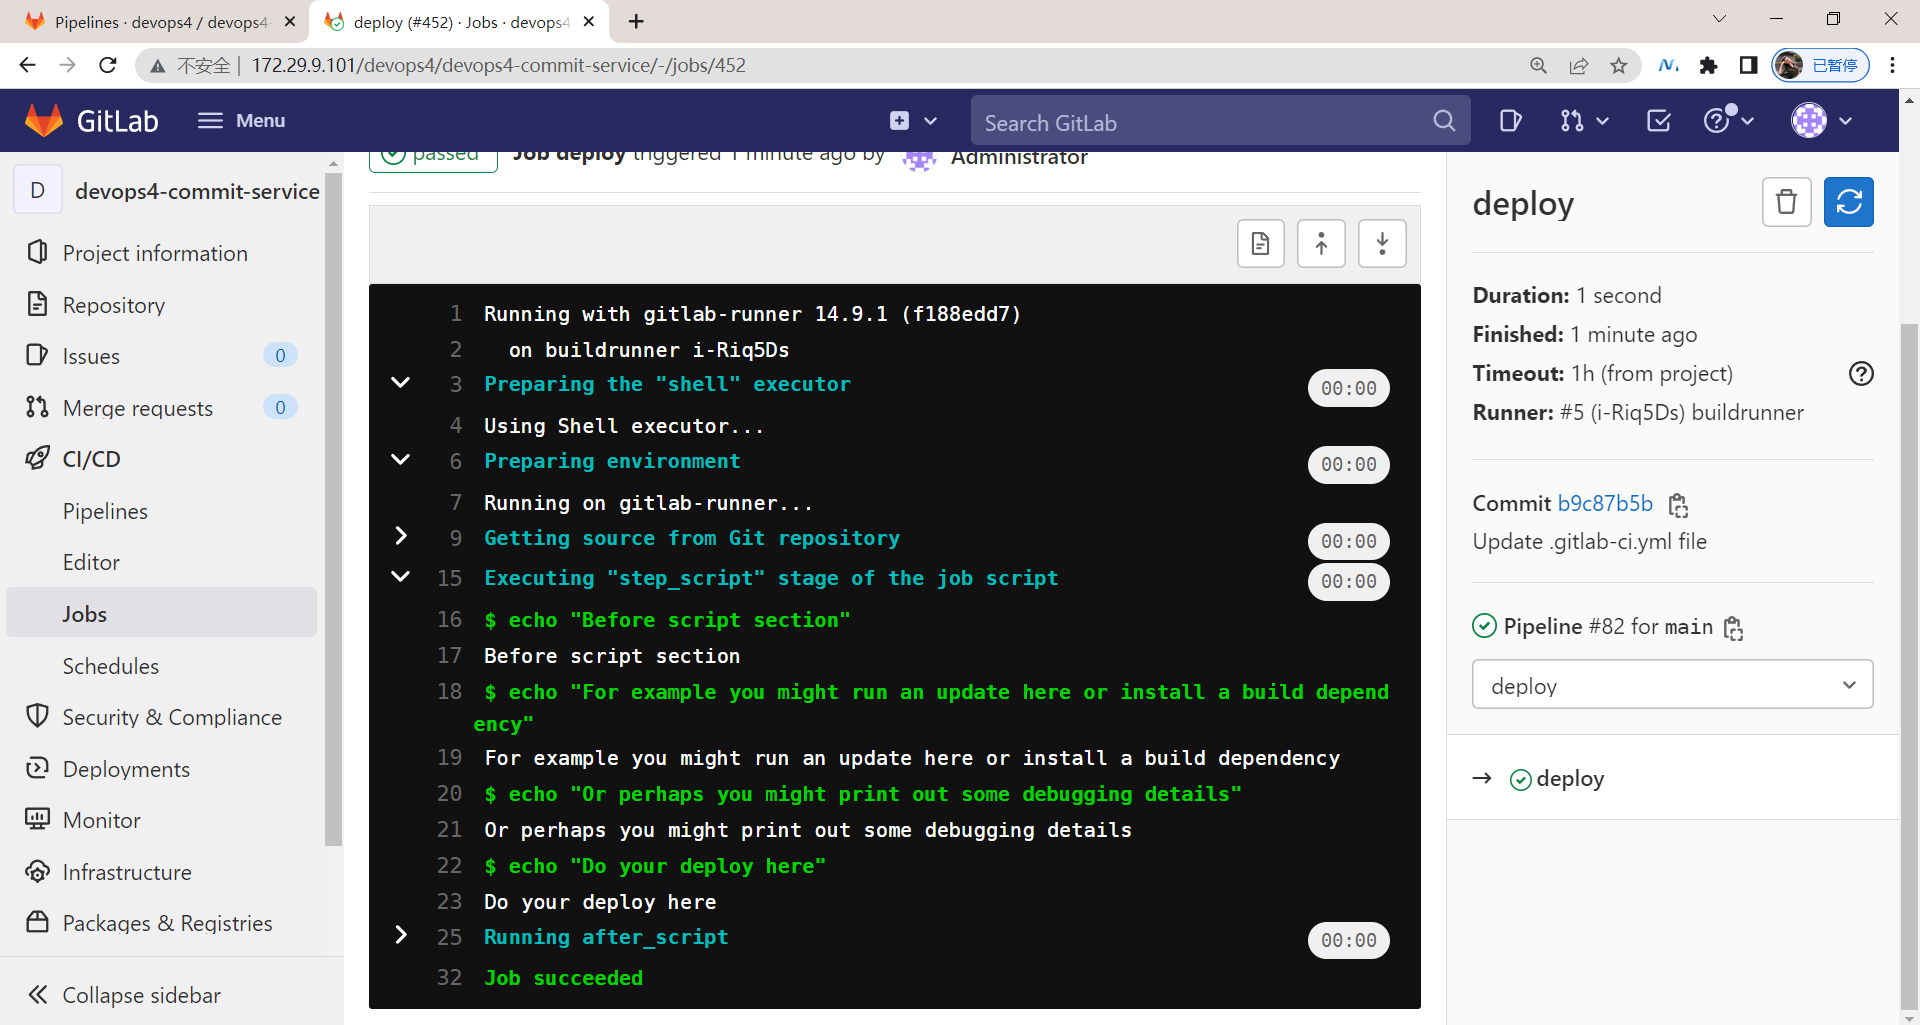 Pipelines · devops4 / devops4-
deploy (#452) · Jobs · devops4
不安全
172.29.9.101/devops4/devops4-commit-service/-/jobs/452
已暂停
GitLab
Menu
Search GitLab
D
devops4-commit-service
Project information
Repository
Issues
0
Merge requests
0
CI/CD
Pipelines
Editor
Jobs
Schedules
Security & Compliance
Deployments
Monitor
Infrastructure
Packages & Registries
Collapse sidebar
passed Job deploy triggered 1 minute ago by Administrator
1 Running with gitlab-runner 14.9.1 (f188edd7)
2 on buildrunner i-Riq5Ds
3 Preparing the "shell" executor 00:00
4 Using Shell executor...
6 Preparing environment 00:00
7 Running on gitlab-runner...
9 Getting source from Git repository 00:00
15 Executing "step_script" stage of the job script 00:00
16 $ echo "Before script section"
17 Before script section
18 $ echo "For example you might run an update here or install a build depend
ency"
19 For example you might run an update here or install a build dependency
20 $ echo "Or perhaps you might print out some debugging details"
21 Or perhaps you might print out some debugging details
22 $ echo "Do your deploy here"
23 Do your deploy here
25 Running after_script 00:00
32 Job succeeded
deploy
Duration: 1 second
Finished: 1 minute ago
Timeout: 1h (from project)
Runner: #5 (i-Riq5Ds) buildrunner
Commit b9c87b5b
Update .gitlab-ci.yml file
Pipeline #82 for main
deploy
→ deploy